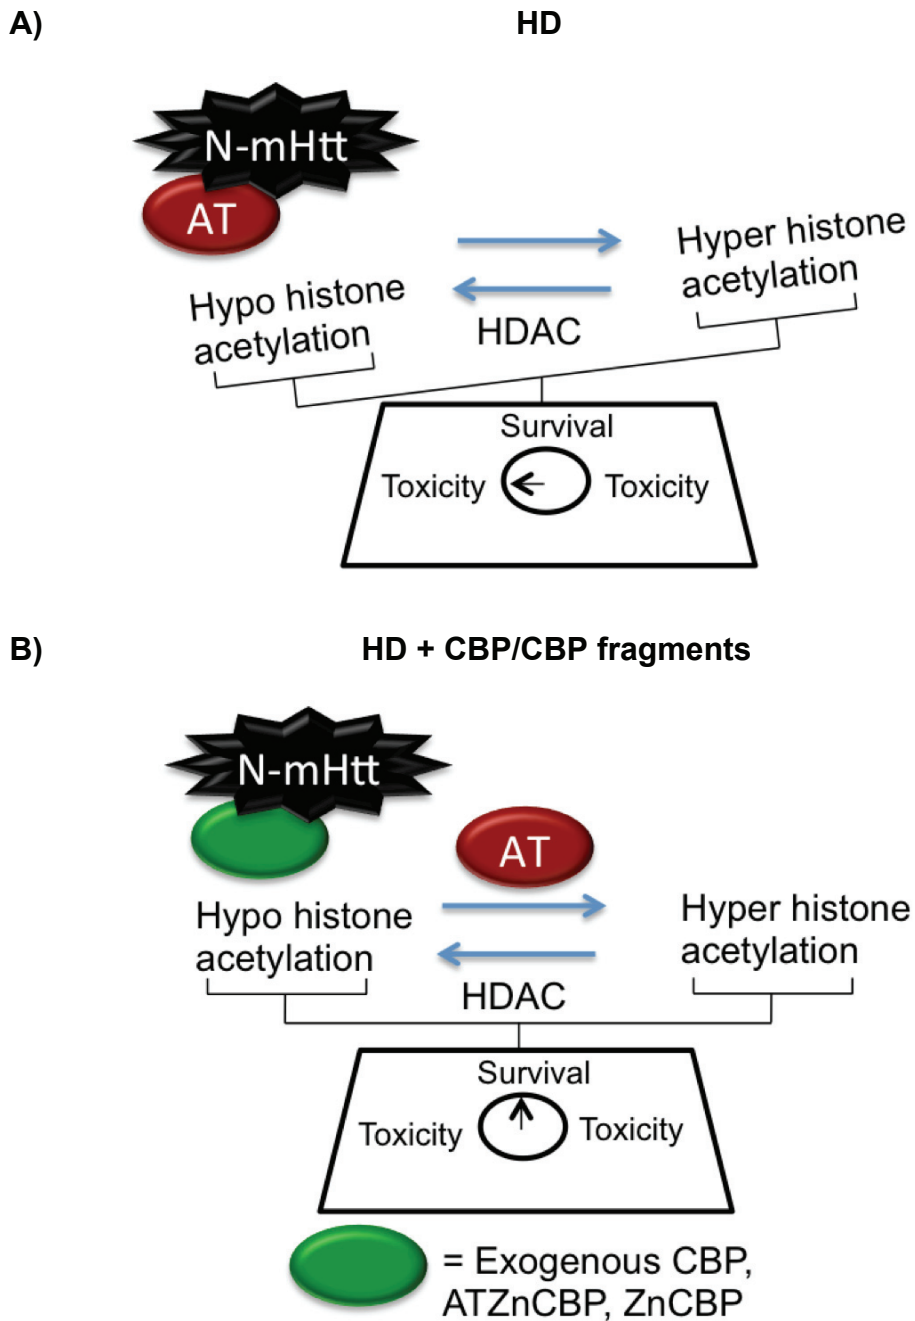 A)
HD
N-mHtt
AT
Hyper histone
acetylation
Hypo histone
acetylation
HDAC
Survival
Toxicity
Toxicity
B)
HD + CBP/CBP fragments
N-mHtt
AT
Hypo histone
acetylation
Hyper histone
acetylation
HDAC
Survival
Toxicity
Toxicity
= Exogenous CBP,
ATZnCBP, ZnCBP